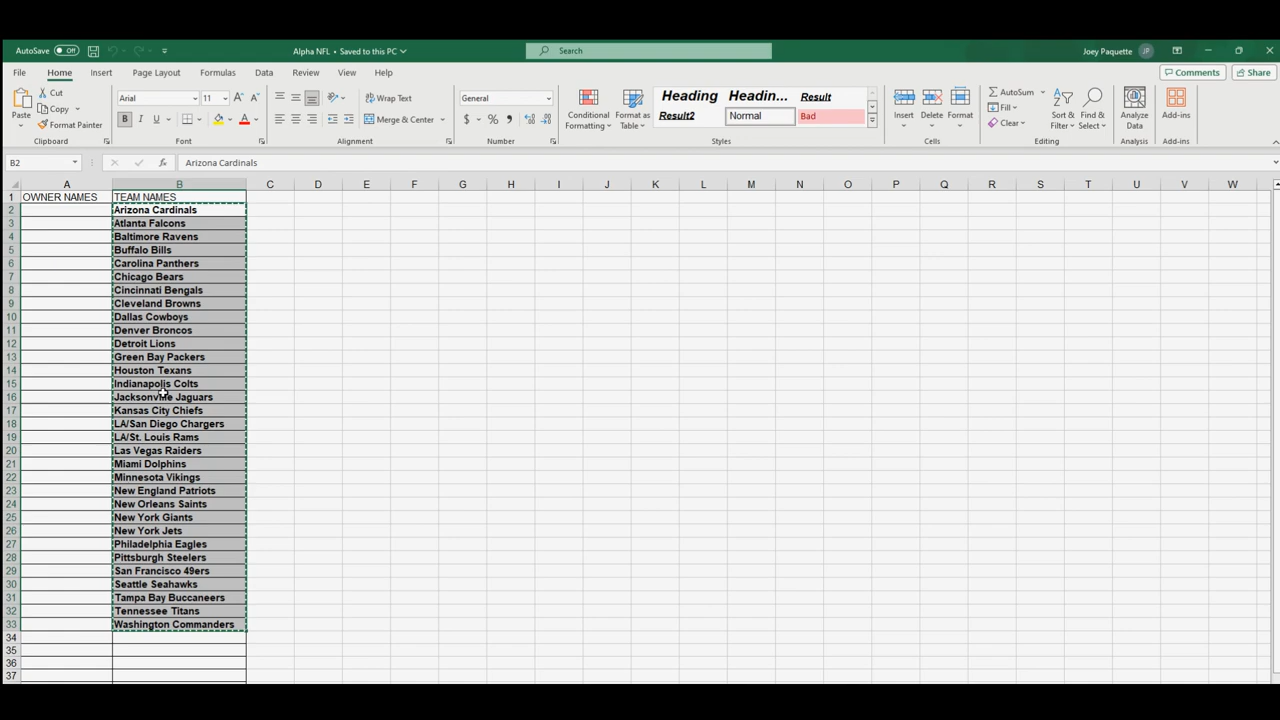 AutoSave Off Alpha NFL • Saved to this PC Search Joey Paquette JP
File Home Insert Page Layout Formulas Data Review View Help Comments Share
Paste Cut Copy Format Painter
Clipboard
Arial 11 A A
B I U A
Font
Wrap Text
Merge & Center
Alignment
General
$ % 9
Number
Conditional Formatting
Format as Table
Heading Headin... Result
Result2 Normal Bad
Styles
Insert Delete Format
Cells
AutoSum
Fill
Clear
Sort & Filter
Find & Select
Editing
Analyze Data
Analysis
Add-ins
Add-ins
B2 fx Arizona Cardinals
A B C D E F G H I J K L M N O P Q R S T U V W
1 OWNER NAMES TEAM NAMES
2 Arizona Cardinals
3 Atlanta Falcons
4 Baltimore Ravens
5 Buffalo Bills
6 Carolina Panthers
7 Chicago Bears
8 Cincinnati Bengals
9 Cleveland Browns
10 Dallas Cowboys
11 Denver Broncos
12 Detroit Lions
13 Green Bay Packers
14 Houston Texans
15 Indianapolis Colts
16 Jacksonville Jaguars
17 Kansas City Chiefs
18 LA/San Diego Chargers
19 LA/St. Louis Rams
20 Las Vegas Raiders
21 Miami Dolphins
22 Minnesota Vikings
23 New England Patriots
24 New Orleans Saints
25 New York Giants
26 New York Jets
27 Philadelphia Eagles
28 Pittsburgh Steelers
29 San Francisco 49ers
30 Seattle Seahawks
31 Tampa Bay Buccaneers
32 Tennessee Titans
33 Washington Commanders
34
35
36
37